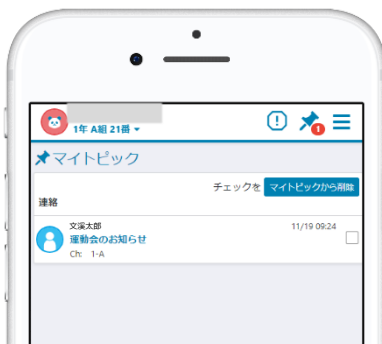 1年 A組 21番
1
マイトピック
チェックを マイトピックから削除
連絡
文溪太郎 11/19 09:24
運動会のお知らせ
Ch: 1-A